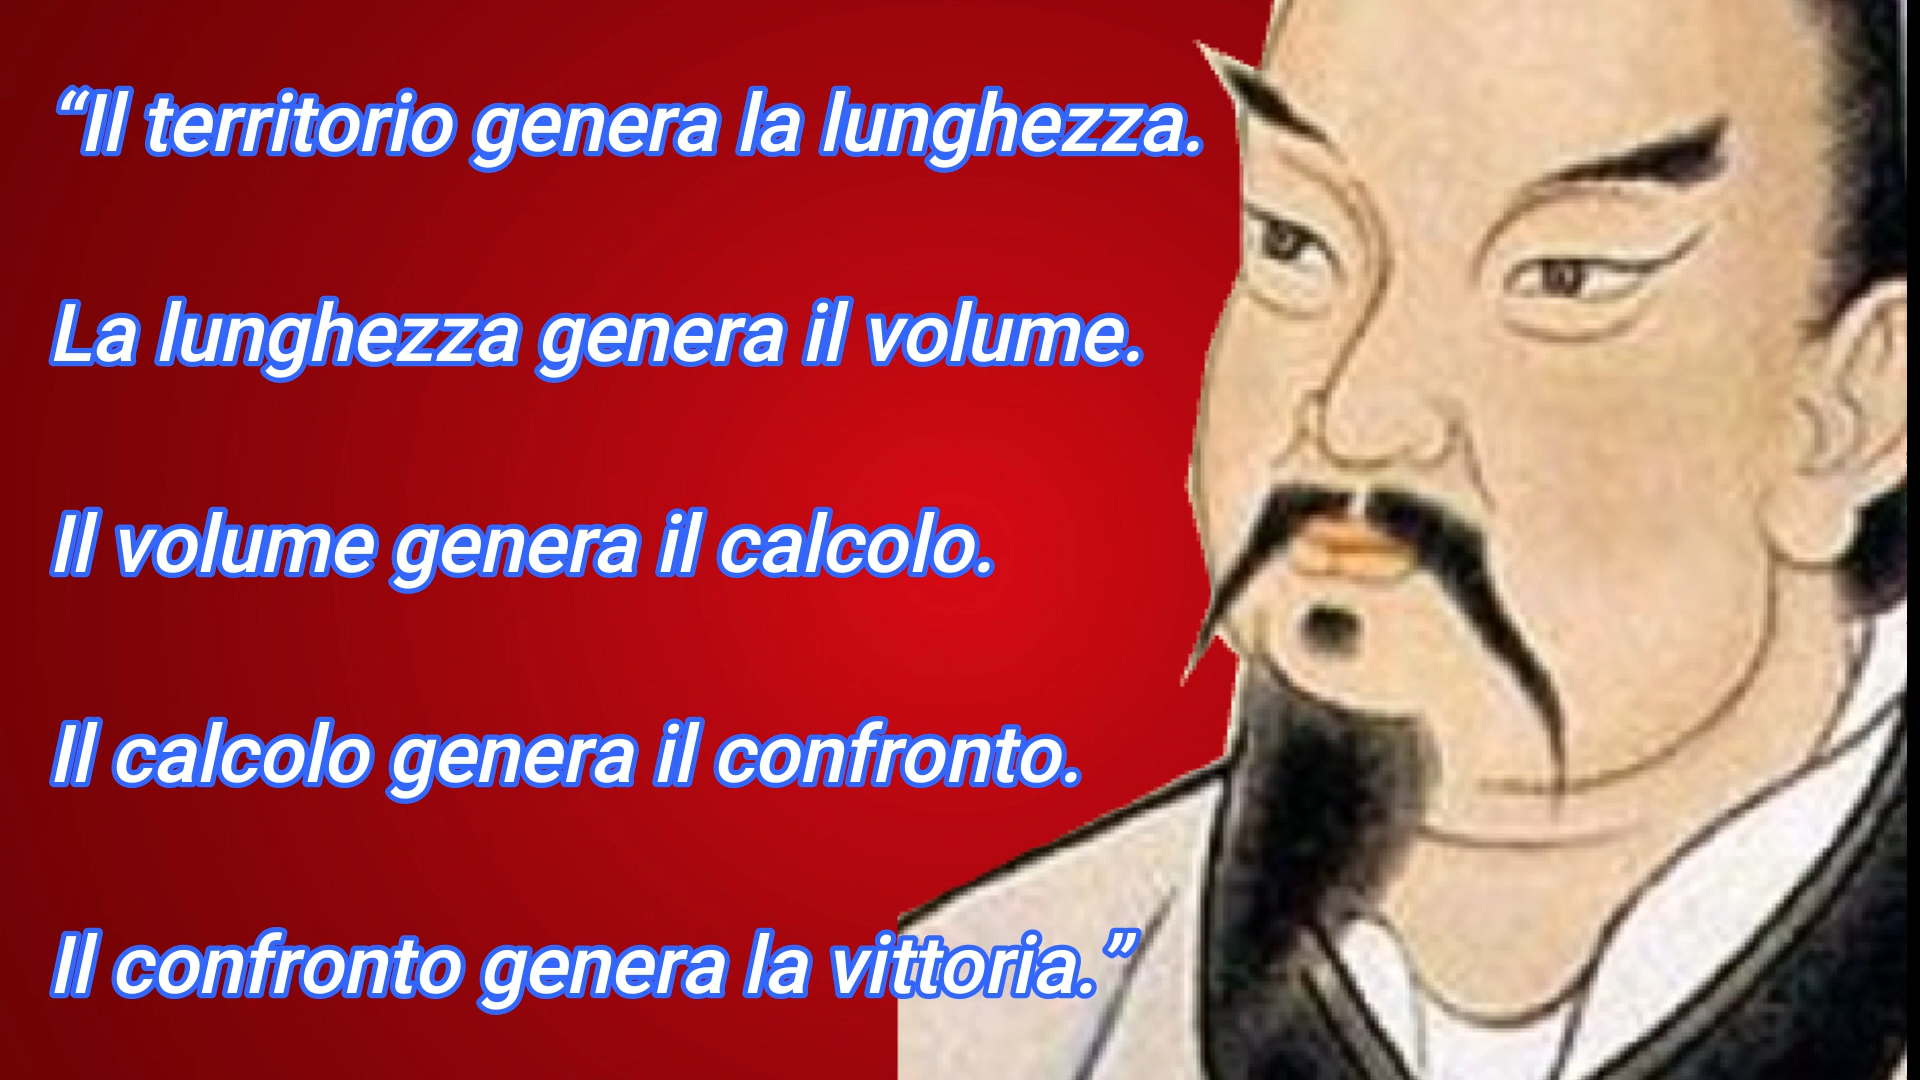 “Il territorio genera la lunghezza.
La lunghezza genera il volume.
Il volume genera il calcolo.
Il calcolo genera il confronto.
Il confronto genera la vittoria.”